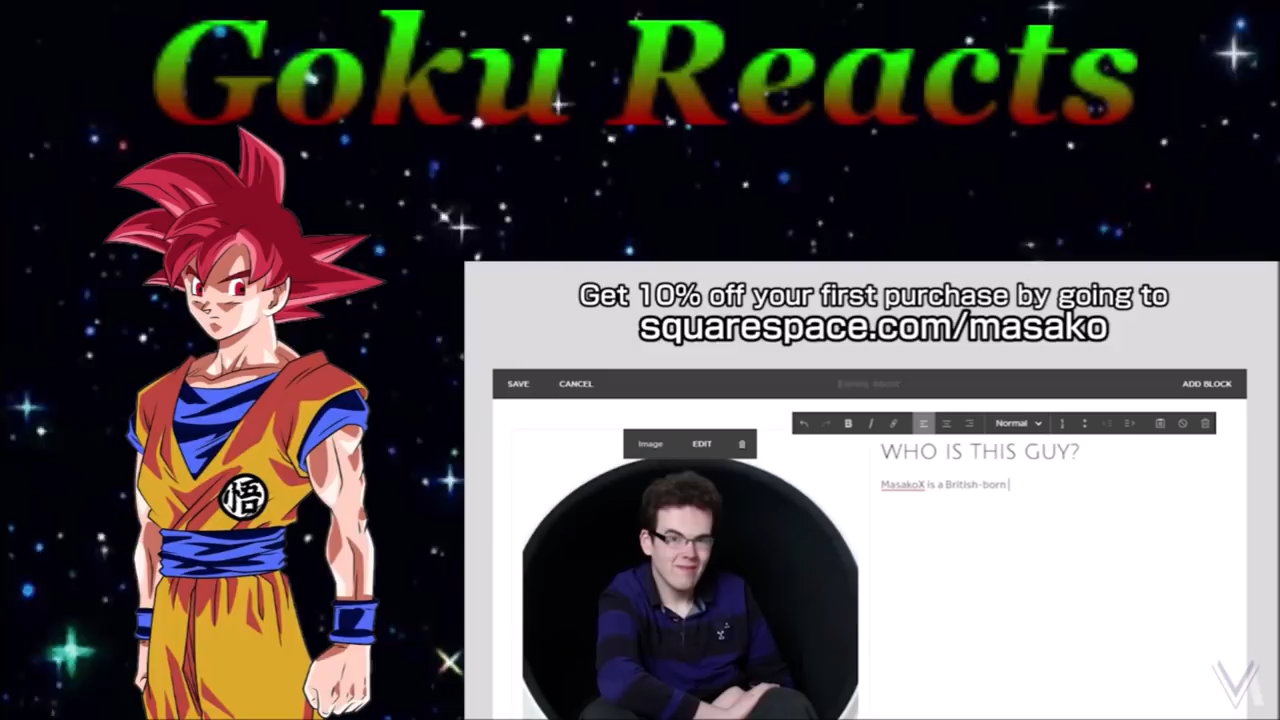 Goku Reacts
悟
Get 10% off your first purchase by going to
squarespace.com/masako
SAVE CANCEL ADD BLOCK
B I Normal
Image EDIT
WHO IS THIS GUY?
MasakoX is a British-born